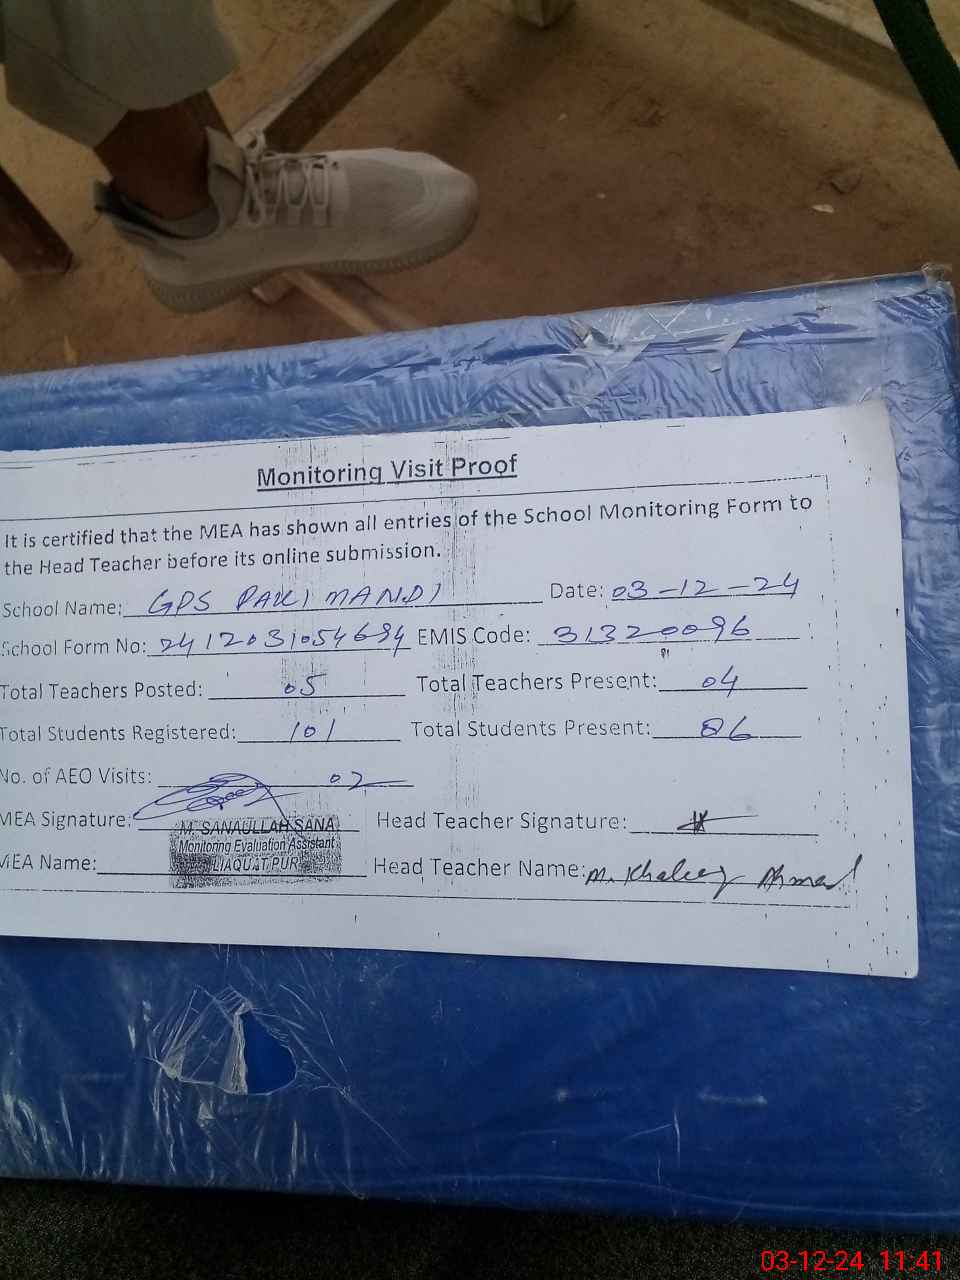 Monitoring Visit Proof
It is certified that the MEA has shown all entries of the School Monitoring Form to
the Head Teacher before its online submission.
School Name: GPS PAKI MANDI Date: 03-12-24
School Form No: 2412031054684 EMIS Code: 31320096
Total Teachers Posted: 05 Total Teachers Present: 04
Total Students Registered: 101 Total Students Present: 86
No. of AEO Visits: 02
MEA Signature: Head Teacher Signature:
M. SANAULLAH SANA
Monitoring Evaluation Assistant
LIAQUAT PUR
MEA Name: Head Teacher Name: M. Ahmad
03-12-24 11:41